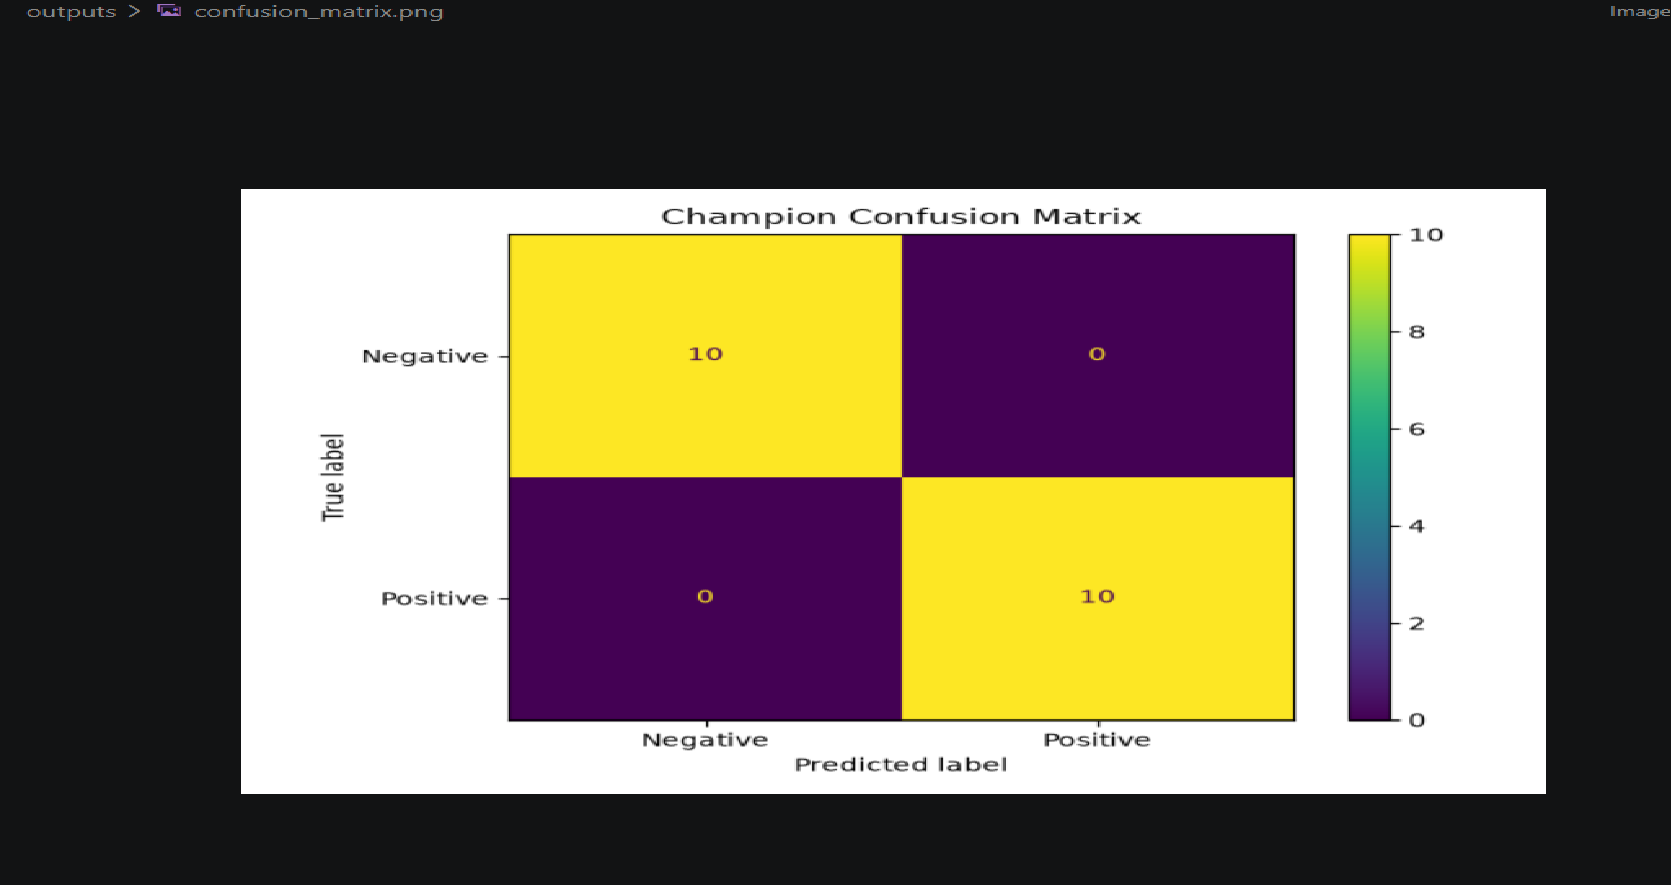 outputs > confusion_matrix.png
Image
Champion Confusion Matrix
10
8
6
4
2
0
True label
Negative
10
0
Positive
0
10
Negative
Positive
Predicted label